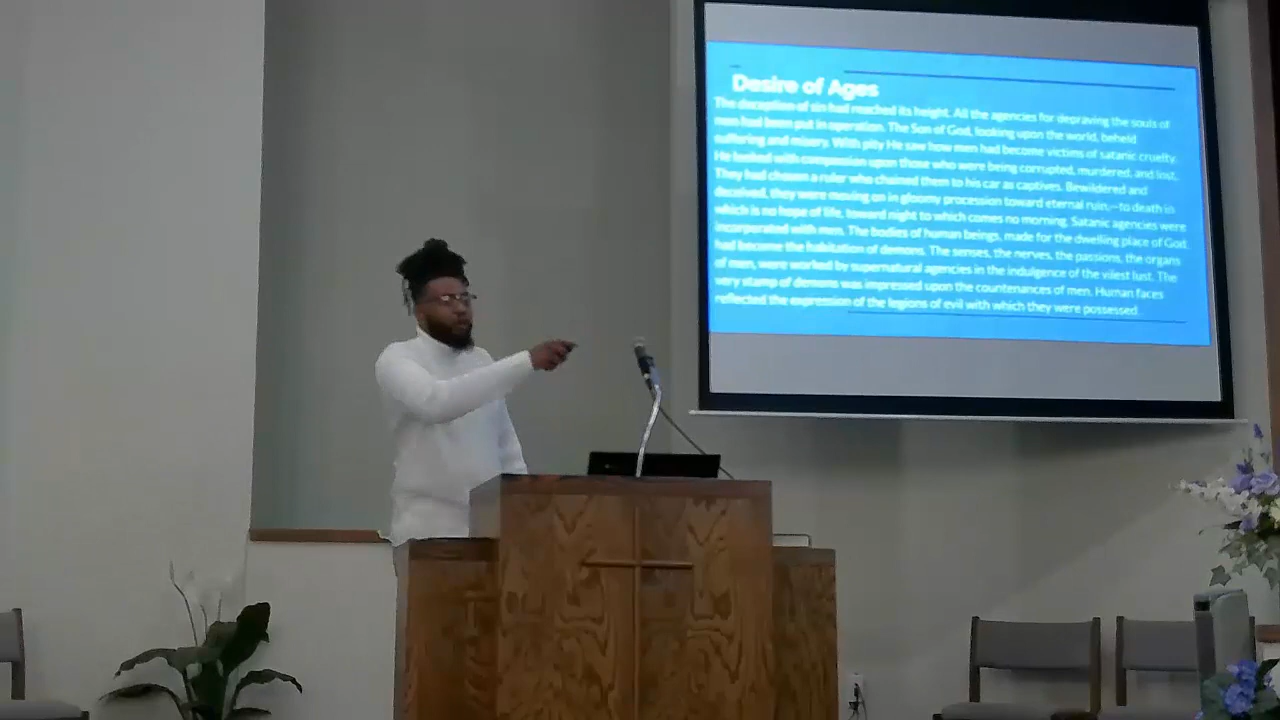 Desire of Ages
The deception of sin had reached its height. All the agencies for depraving the souls of
men had been put in operation. The Son of God, looking upon the world, beheld
suffering and misery. With pity He saw how men had become victims of satanic cruelty.
He looked with compassion upon those who were being corrupted, murdered, and lost.
They had chosen a ruler who chained them to his car as captives. Bewildered and
deceived, they were moving on in gloomy procession toward eternal ruin,—to death in
which is no hope of life, toward night to which comes no morning. Satanic agencies were
incorporated with men. The bodies of human beings, made for the dwelling place of God
had become the habitation of demons. The senses, the nerves, the passions, the organs
of men, were worked by supernatural agencies in the indulgence of the vilest lust. The
very stamp of demons was impressed upon the countenances of men. Human faces
reflected the expression of the legions of evil with which they were possessed.